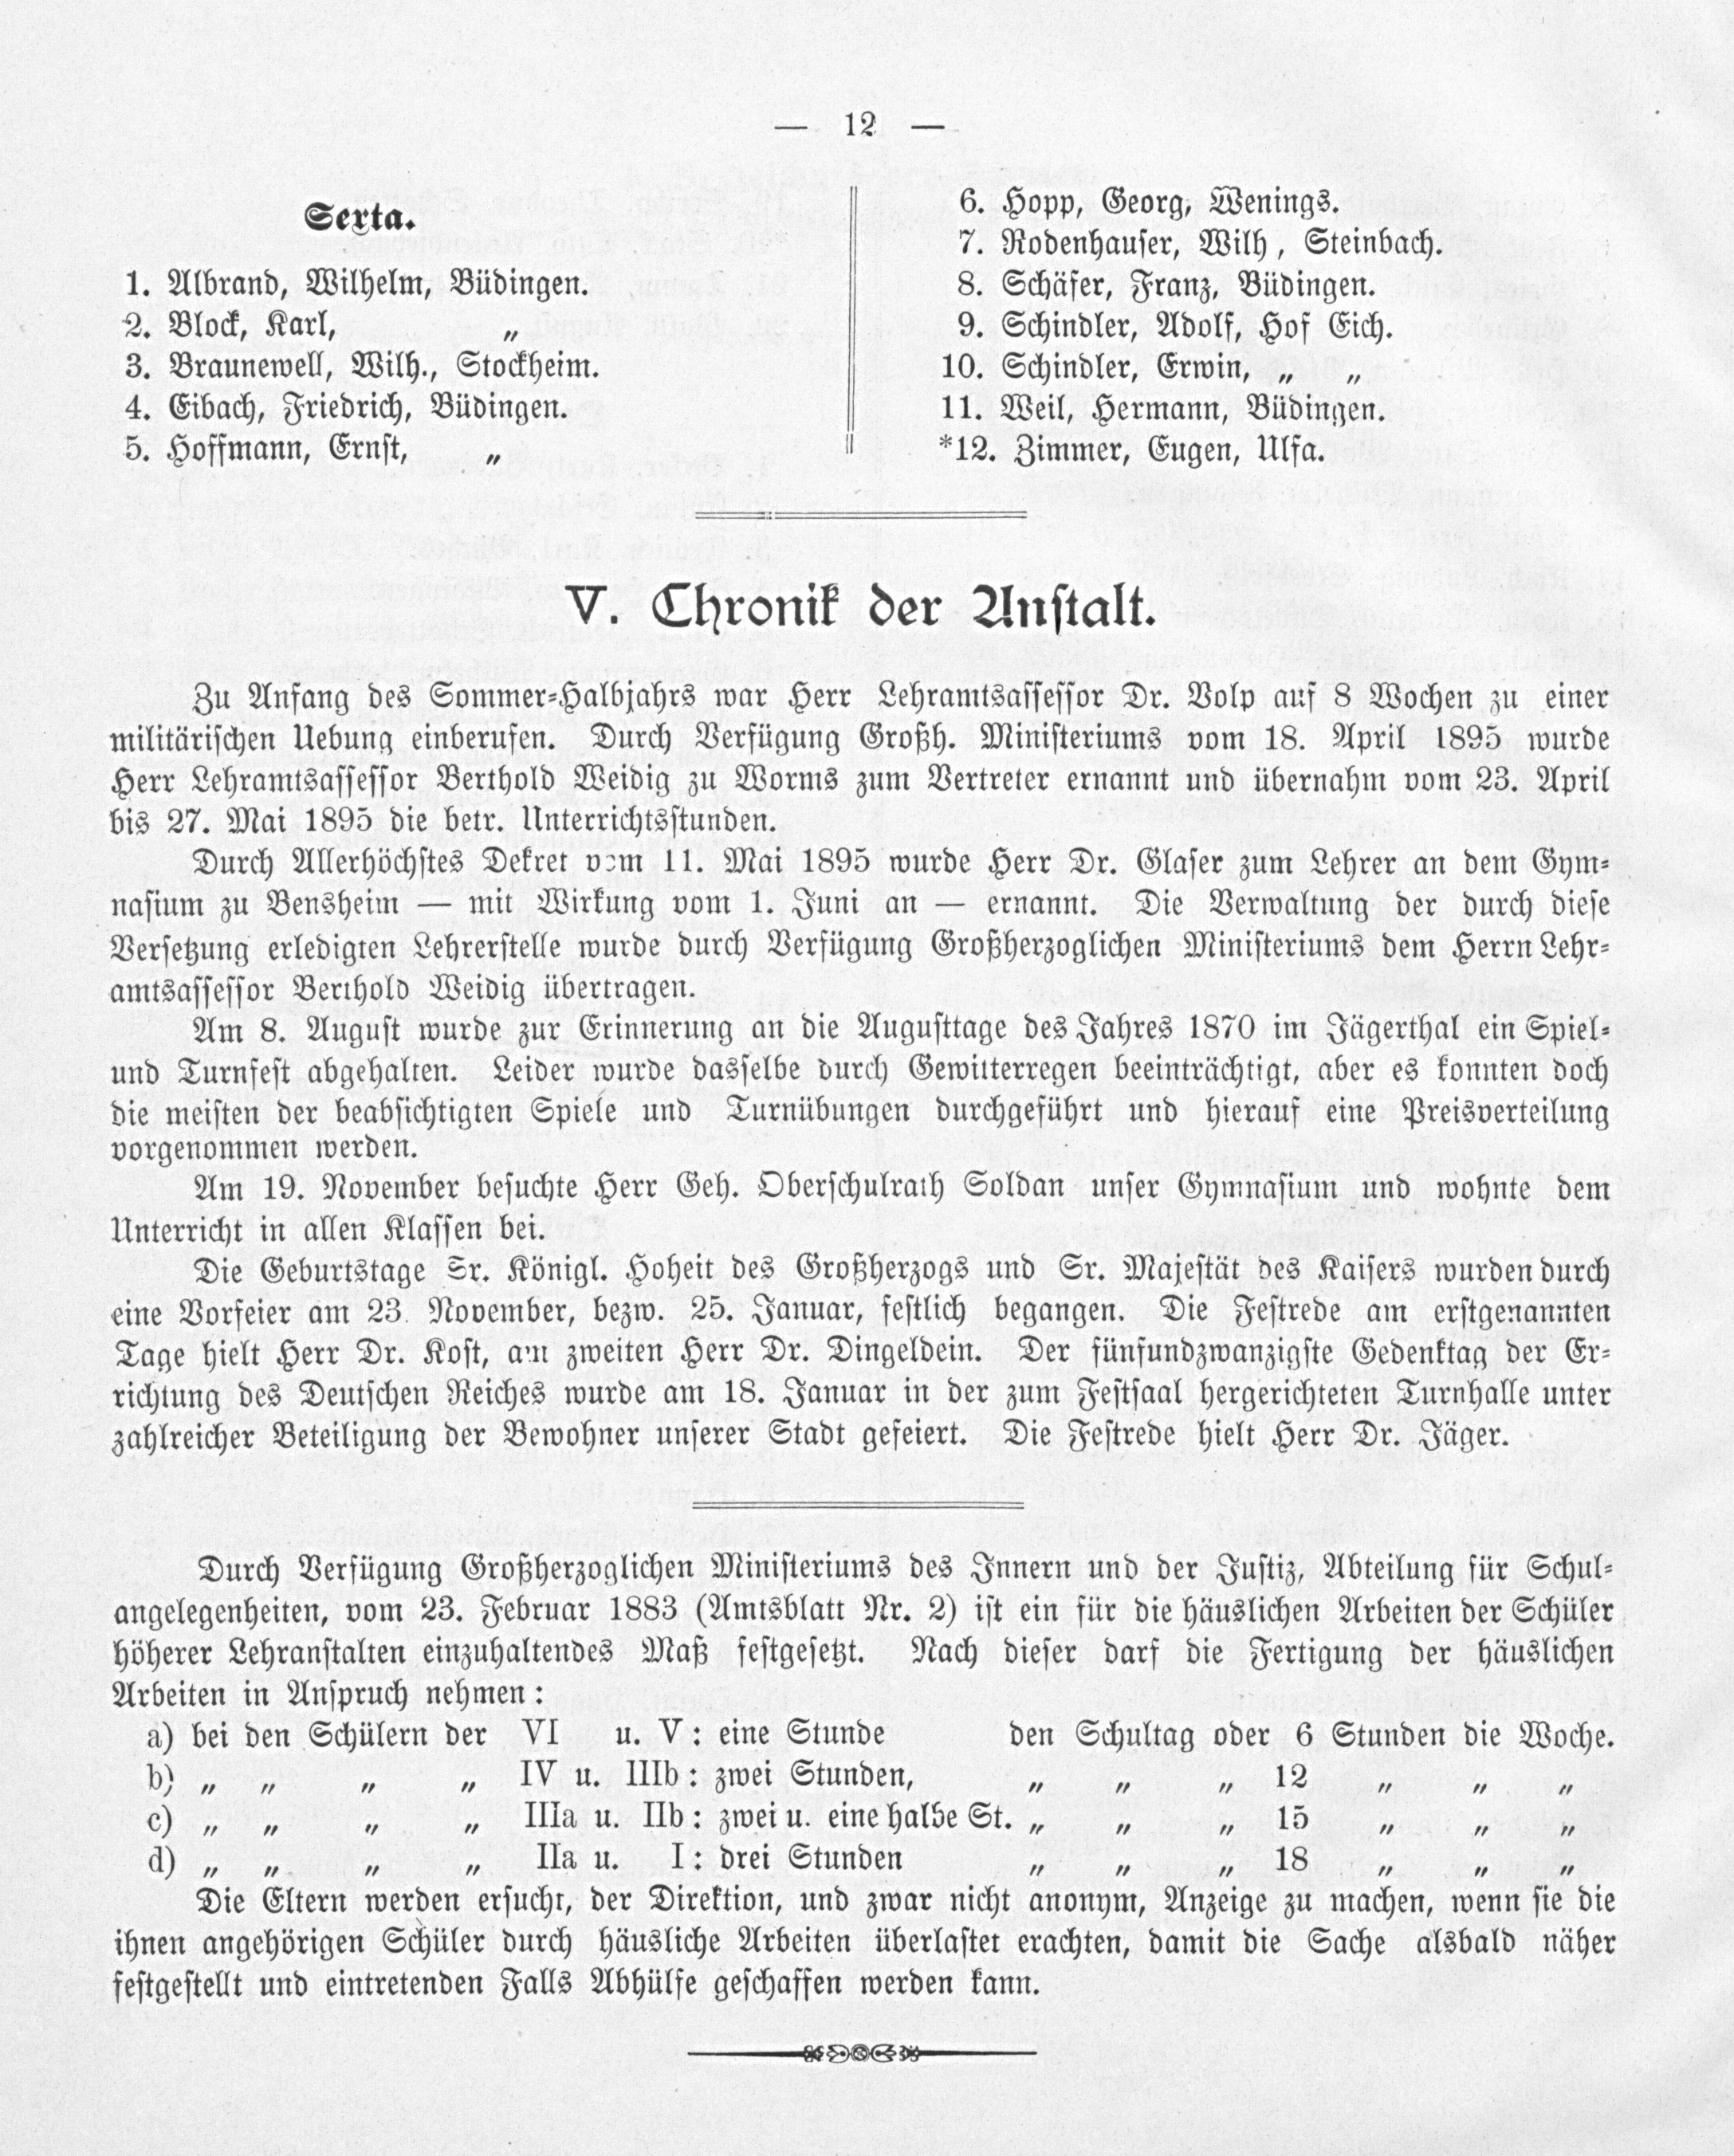 — 12 —
Sexta.
1. Albrand, Wilhelm, Büdingen.
2. Block, Karl, „
3. Braunewell, Wilh., Stockheim.
4. Eibach, Friedrich, Büdingen.
5. Hoffmann, Ernst, „
6. Hopp, Georg, Wenings.
7. Rodenhauser, Wilh, Steinbach.
8. Schäfer, Franz, Büdingen.
9. Schindler, Adolf, Hof Eich.
10. Schindler, Erwin, „ „
11. Weil, Hermann, Büdingen.
*12. Zimmer, Eugen, Ulfa.
V. Chronik der Anstalt.
Zu Anfang des Sommer-Halbjahrs war Herr Lehramtsassessor Dr. Volp auf 8 Wochen zu einer
militärischen Uebung einberufen. Durch Verfügung Großh. Ministeriums vom 18. April 1895 wurde
Herr Lehramtsassessor Berthold Weidig zu Worms zum Vertreter ernannt und übernahm vom 23. April
bis 27. Mai 1895 die betr. Unterrichtsstunden.
Durch Allerhöchstes Dekret vom 11. Mai 1895 wurde Herr Dr. Glaser zum Lehrer an dem Gym-
nasium zu Bensheim — mit Wirkung vom 1. Juni an — ernannt. Die Verwaltung der durch diese
Versetzung erledigten Lehrerstelle wurde durch Verfügung Großherzoglichen Ministeriums dem Herrn Lehr-
amtsassessor Berthold Weidig übertragen.
Am 8. August wurde zur Erinnerung an die Augusttage des Jahres 1870 im Jägerthal ein Spiel-
und Turnfest abgehalten. Leider wurde dasselbe durch Gewitterregen beeinträchtigt, aber es konnten doch
die meisten der beabsichtigten Spiele und Turnübungen durchgeführt und hierauf eine Preisverteilung
vorgenommen werden.
Am 19. November besuchte Herr Geh. Oberschulrath Soldan unser Gymnasium und wohnte dem
Unterricht in allen Klassen bei.
Die Geburtstage Sr. Königl. Hoheit des Großherzogs und Sr. Majestät des Kaisers wurden durch
eine Vorfeier am 23. November, bezw. 25. Januar, festlich begangen. Die Festrede am erstgenannten
Tage hielt Herr Dr. Kost, am zweiten Herr Dr. Dingeldein. Der fünfundzwanzigste Gedenktag der Er-
richtung des Deutschen Reiches wurde am 18. Januar in der zum Festsaal hergerichteten Turnhalle unter
zahlreicher Beteiligung der Bewohner unserer Stadt gefeiert. Die Festrede hielt Herr Dr. Jäger.
Durch Verfügung Großherzoglichen Ministeriums des Innern und der Justiz, Abteilung für Schul-
angelegenheiten, vom 23. Februar 1883 (Amtsblatt Nr. 2) ist ein für die häuslichen Arbeiten der Schüler
höherer Lehranstalten einzuhaltendes Maß festgesetzt. Nach dieser darf die Fertigung der häuslichen
Arbeiten in Anspruch nehmen:
a) bei den Schülern der VI u. V: eine Stunde den Schultag oder 6 Stunden die Woche.
b) „ „ „ „ IV u. IIIb: zwei Stunden, „ „ „ 12 „ „ „
c) „ „ „ „ IIIa u. IIb: zwei u. eine halbe St. „ „ „ 15 „ „ „
d) „ „ „ „ IIa u. I: drei Stunden „ „ „ 18 „ „ „
Die Eltern werden ersucht, der Direktion, und zwar nicht anonym, Anzeige zu machen, wenn sie die
ihnen angehörigen Schüler durch häusliche Arbeiten überlastet erachten, damit die Sache alsbald näher
festgestellt und eintretenden Falls Abhülfe geschaffen werden kann.